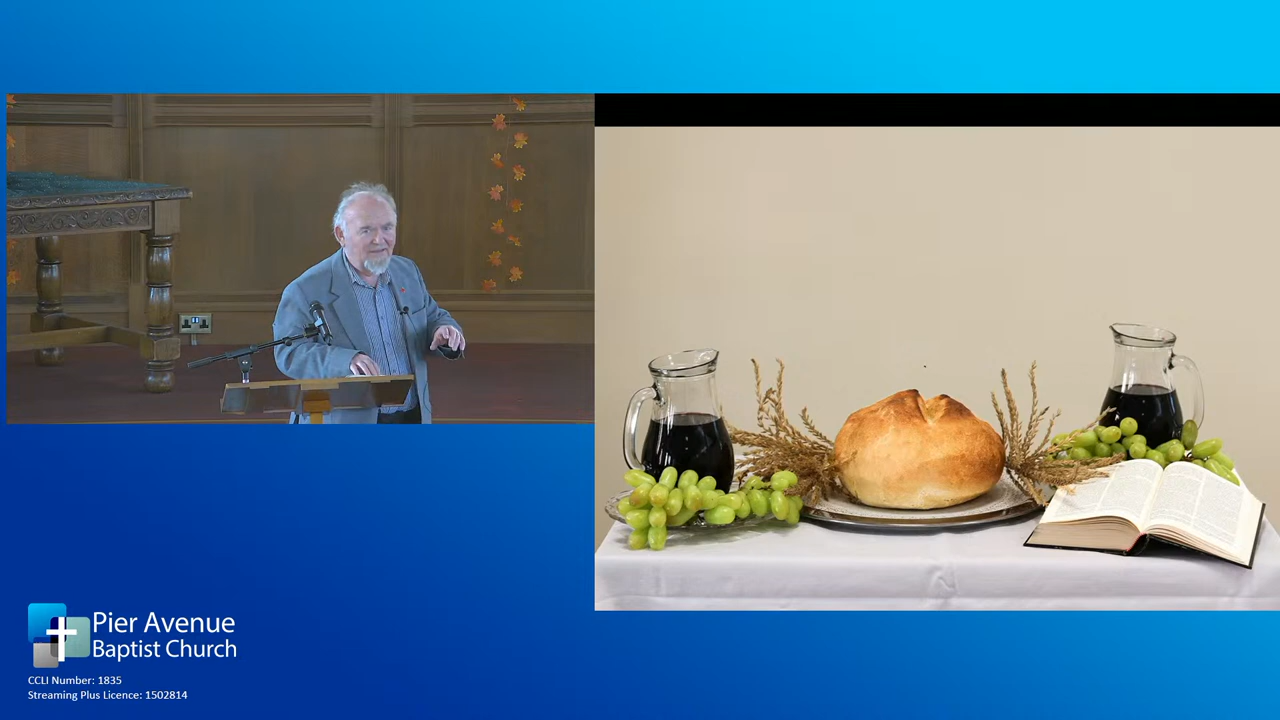 Pier Avenue
Baptist Church
CCLI Number: 1835
Streaming Plus Licence: 1502814